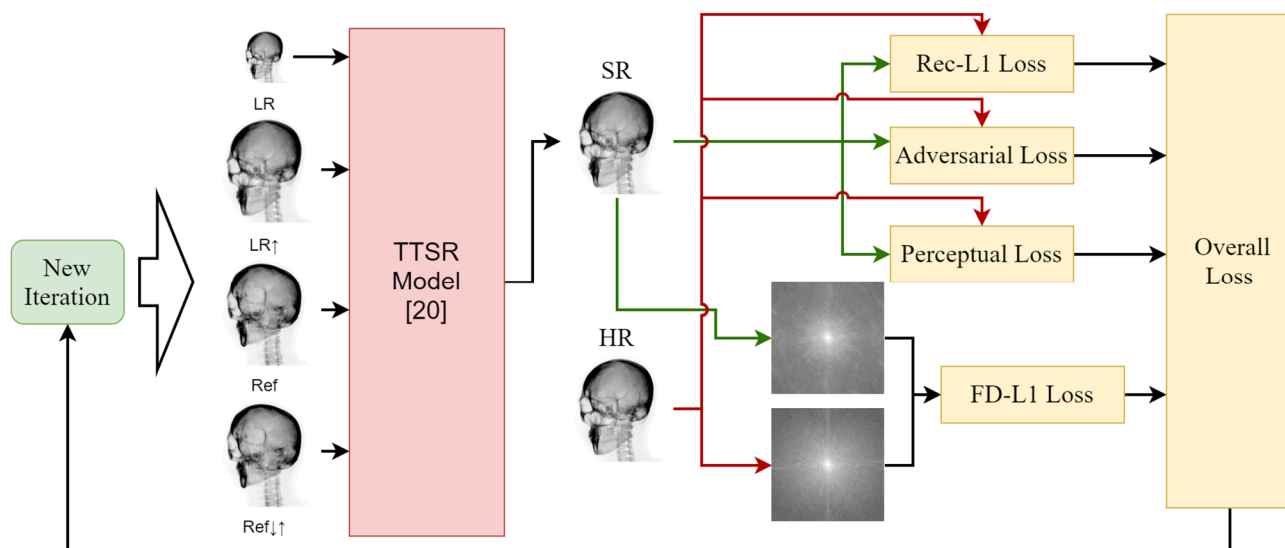 New
Iteration
LR
LR↑
Ref
Ref↓↑
TTSR
Model
[20]
SR
HR
Rec-L1 Loss
Adversarial Loss
Perceptual Loss
FD-L1 Loss
Overall
Loss